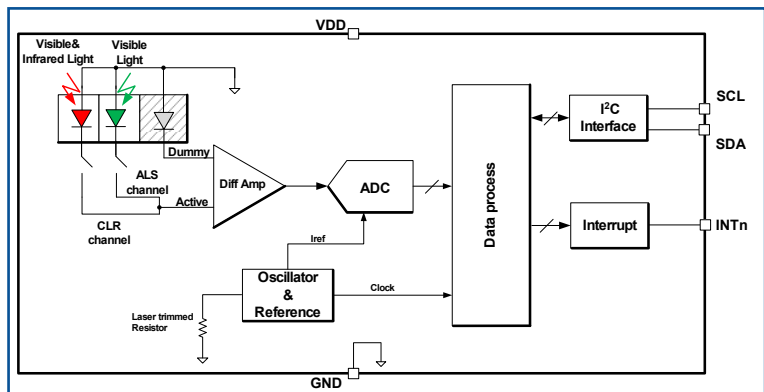 VDD
Visible&
Infrared Light
Visible
Light
SCL
I²C
Interface
SDA
Dummy
ALS
channel
Diff Amp
ADC
Data process
Active
CLR
channel
Interrupt
INTn
Iref
Oscillator
&
Reference
Clock
Laser trimmed
Resistor
GND